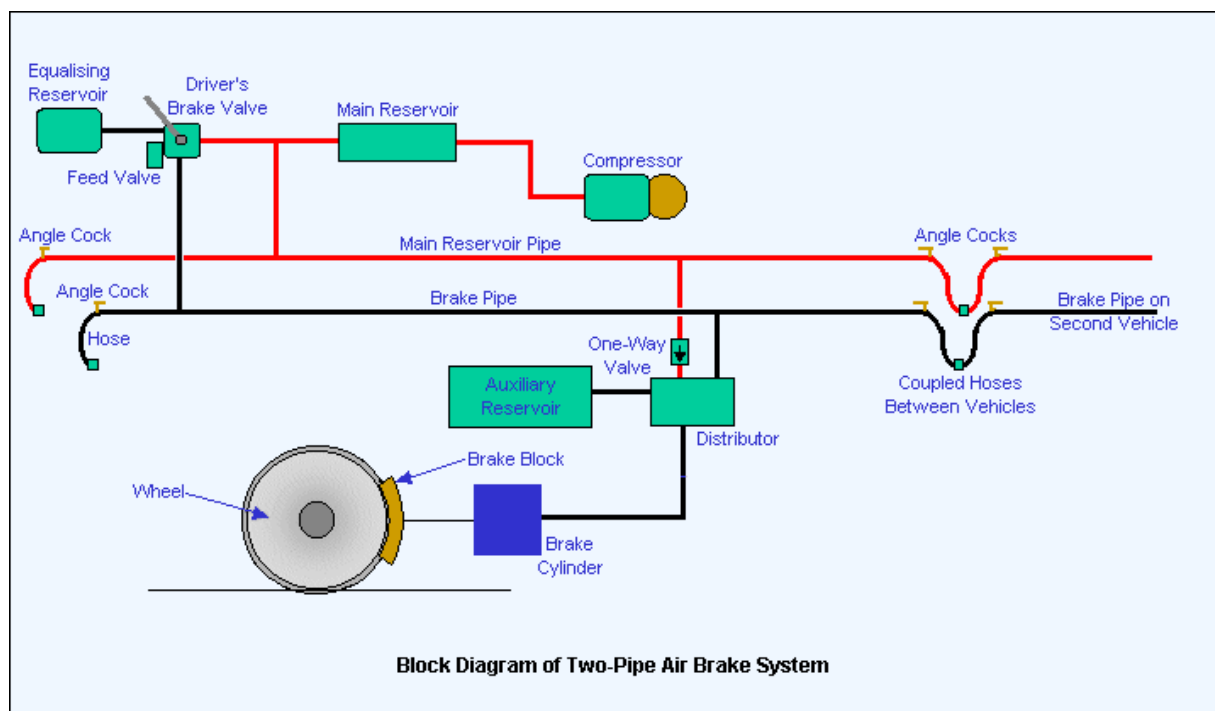 Equalising
Reservoir
Driver's
Brake Valve
Main Reservoir
Compressor
Feed Valve
Angle Cock
Main Reservoir Pipe
Angle Cocks
Angle Cock
Brake Pipe
Brake Pipe on
Second Vehicle
Hose
One-Way
Valve
Auxiliary
Reservoir
Coupled Hoses
Between Vehicles
Distributor
Brake Block
Wheel
Brake
Cylinder
Block Diagram of Two-Pipe Air Brake System